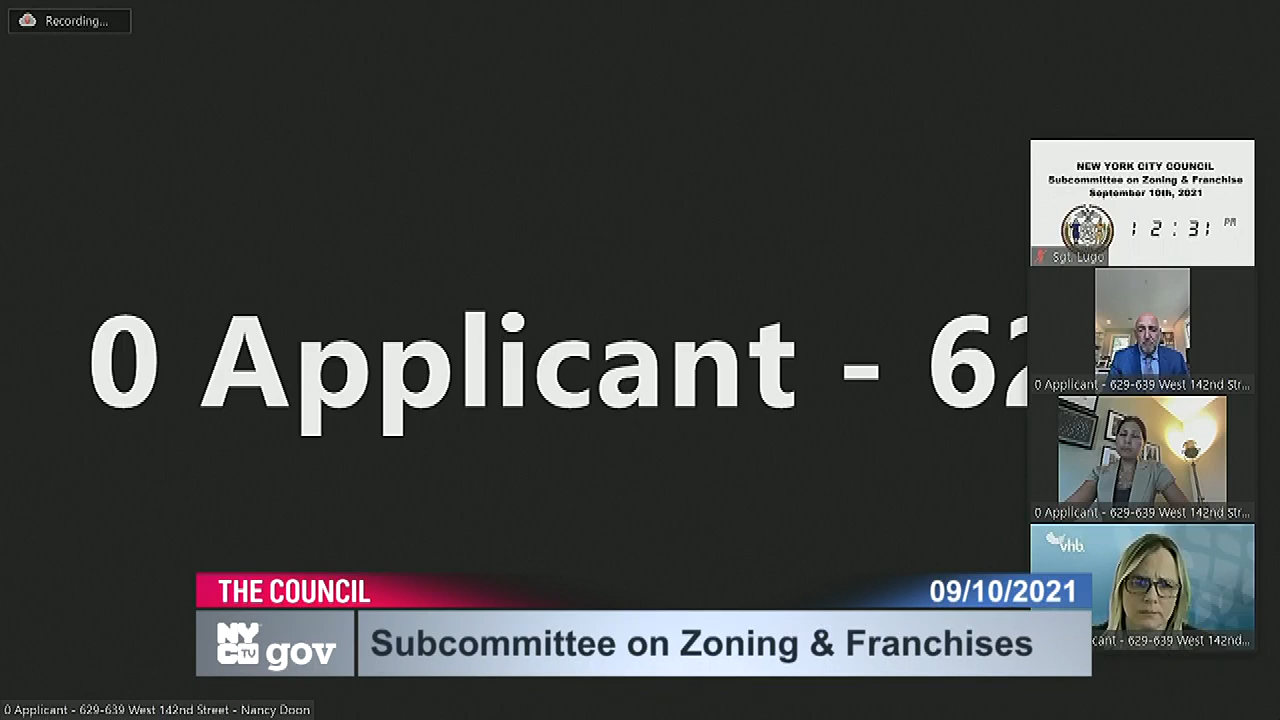 Recording...
NEW YORK CITY COUNCIL
Subcommittee on Zoning & Franchise
September 10th, 2021
12:31 PM
Sgt. Lugo
0 Applicant - 62
0 Applicant - 629-639 West 142nd Str...
0 Applicant - 629-639 West 142nd Str...
vhb
cant - 629-639 West 142nd...
THE COUNCIL
09/10/2021
NYC TV gov
Subcommittee on Zoning & Franchises
0 Applicant - 629-639 West 142nd Street - Nancy Doon